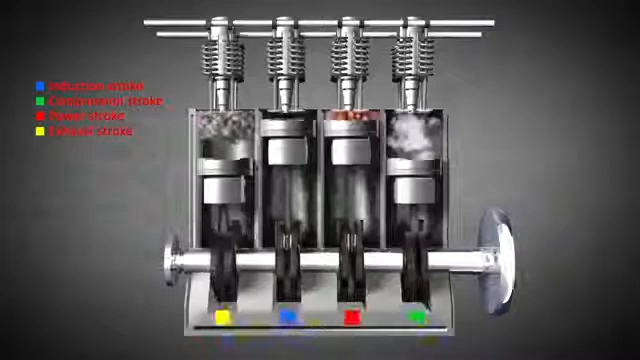 Induction stroke
Compression stroke
Power stroke
Exhaust stroke